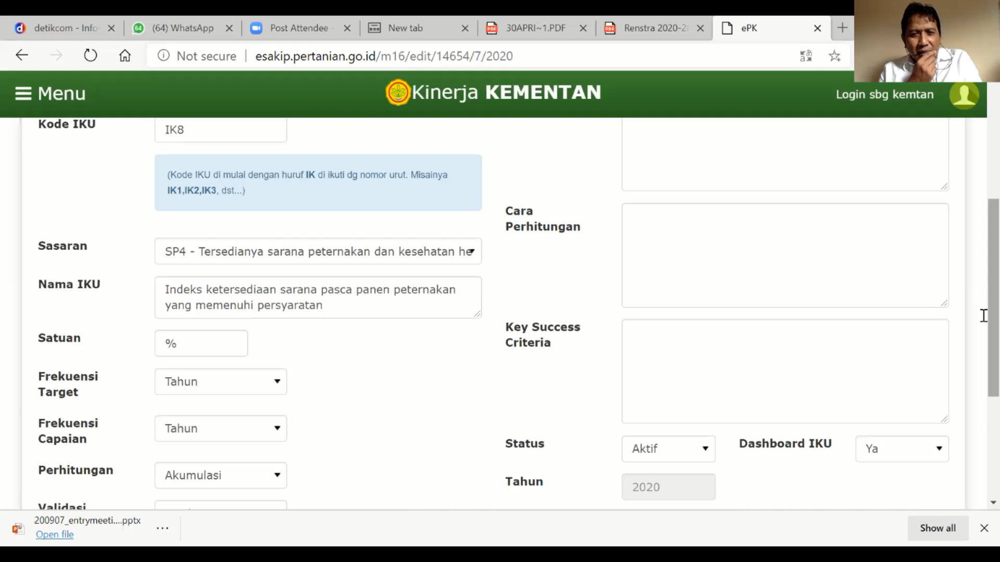 detikcom - Info
(64) WhatsApp
Post Attendee -
New tab
30APRI~1.PDF
Renstra 2020-2
ePK
Not secure
esakip.pertanian.go.id/m16/edit/14654/7/2020
Menu
Kinerja KEMENTAN
Login sbg kemtan
Kode IKU
IK8
(Kode IKU di mulai dengan huruf IK di ikuti dg nomor urut. Misalnya
IK1,IK2,IK3, dst...)
Sasaran
SP4 - Tersedianya sarana peternakan dan kesehatan he
Nama IKU
Indeks ketersediaan sarana pasca panen peternakan
yang memenuhi persyaratan
Satuan
%
Frekuensi
Target
Tahun
Frekuensi
Capaian
Tahun
Perhitungan
Akumulasi
Validasi
Cara
Perhitungan
Key Success
Criteria
Status
Aktif
Dashboard IKU
Ya
Tahun
2020
200907_entrymeeti....pptx
Open file
Show all